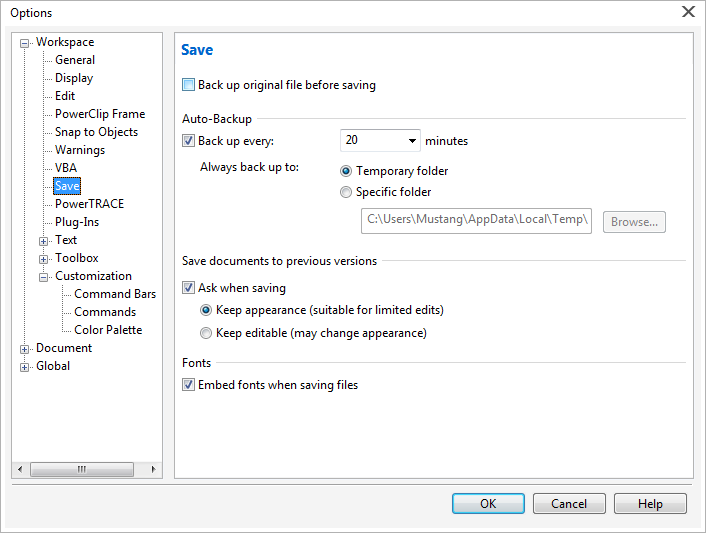 Options
Workspace
General
Display
Edit
PowerClip Frame
Snap to Objects
Warnings
VBA
Save
PowerTRACE
Plug-Ins
Text
Toolbox
Customization
Command Bars
Commands
Color Palette
Document
Global
Save
Back up original file before saving
Auto-Backup
Back up every: 20 minutes
Always back up to: Temporary folder
Specific folder
C:\Users\Mustang\AppData\Local\Temp\ Browse...
Save documents to previous versions
Ask when saving
Keep appearance (suitable for limited edits)
Keep editable (may change appearance)
Fonts
Embed fonts when saving files
OK Cancel Help